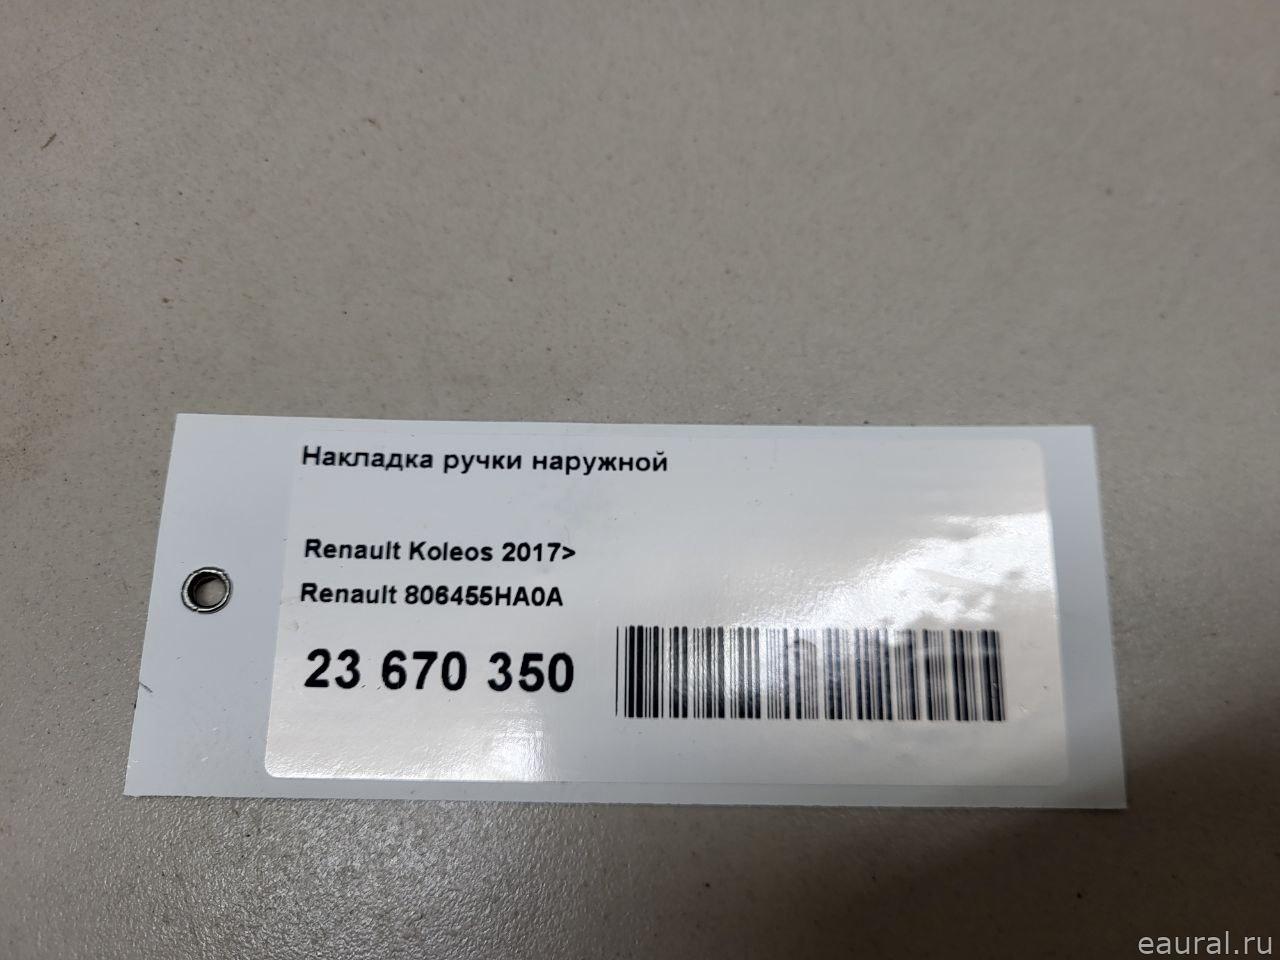 Накладка ручки наружной
Renault Koleos 2017>
Renault 806455HA0A
23 670 350
eaural.ru